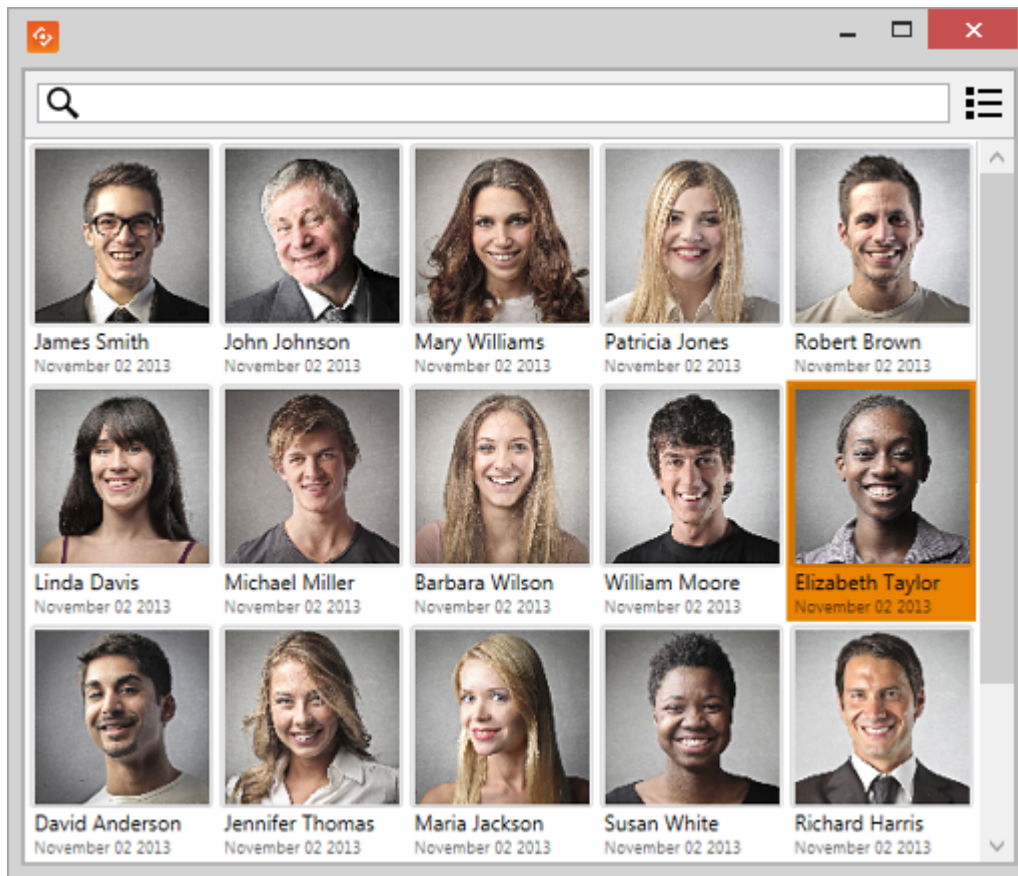 James Smith
November 02 2013
John Johnson
November 02 2013
Mary Williams
November 02 2013
Patricia Jones
November 02 2013
Robert Brown
November 02 2013
Linda Davis
November 02 2013
Michael Miller
November 02 2013
Barbara Wilson
November 02 2013
William Moore
November 02 2013
Elizabeth Taylor
November 02 2013
David Anderson
November 02 2013
Jennifer Thomas
November 02 2013
Maria Jackson
November 02 2013
Susan White
November 02 2013
Richard Harris
November 02 2013